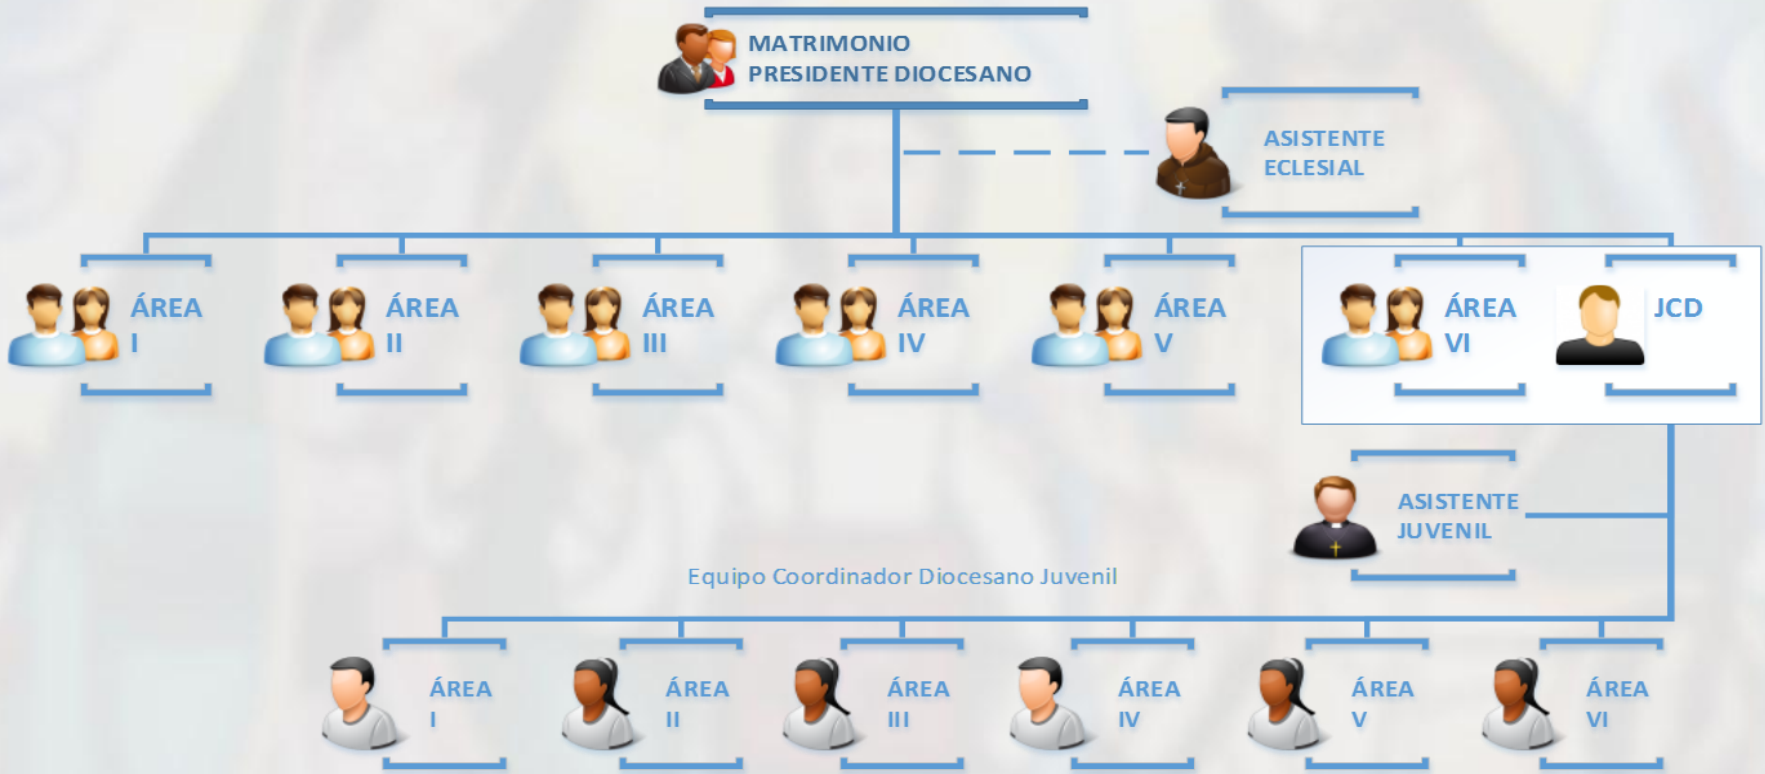 MATRIMONIO
PRESIDENTE DIOCESANO
ASISTENTE
ECLESIAL
ÁREA
I
ÁREA
II
ÁREA
III
ÁREA
IV
ÁREA
V
ÁREA
VI
JCD
ASISTENTE
JUVENIL
Equipo Coordinador Diocesano Juvenil
ÁREA
I
ÁREA
II
ÁREA
III
ÁREA
IV
ÁREA
V
ÁREA
VI